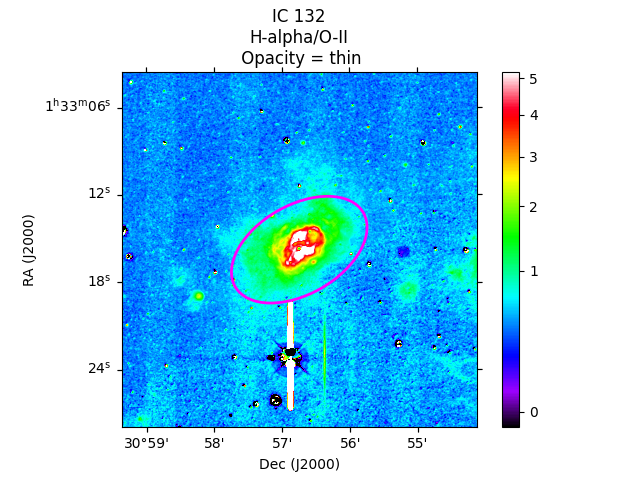 IC 132
H-alpha/O-II
Opacity = thin
1ʰ33ᵐ06ˢ
12ˢ
18ˢ
24ˢ
RA (J2000)
30°59' 58' 57' 56' 55'
Dec (J2000)
5
4
3
2
1
0